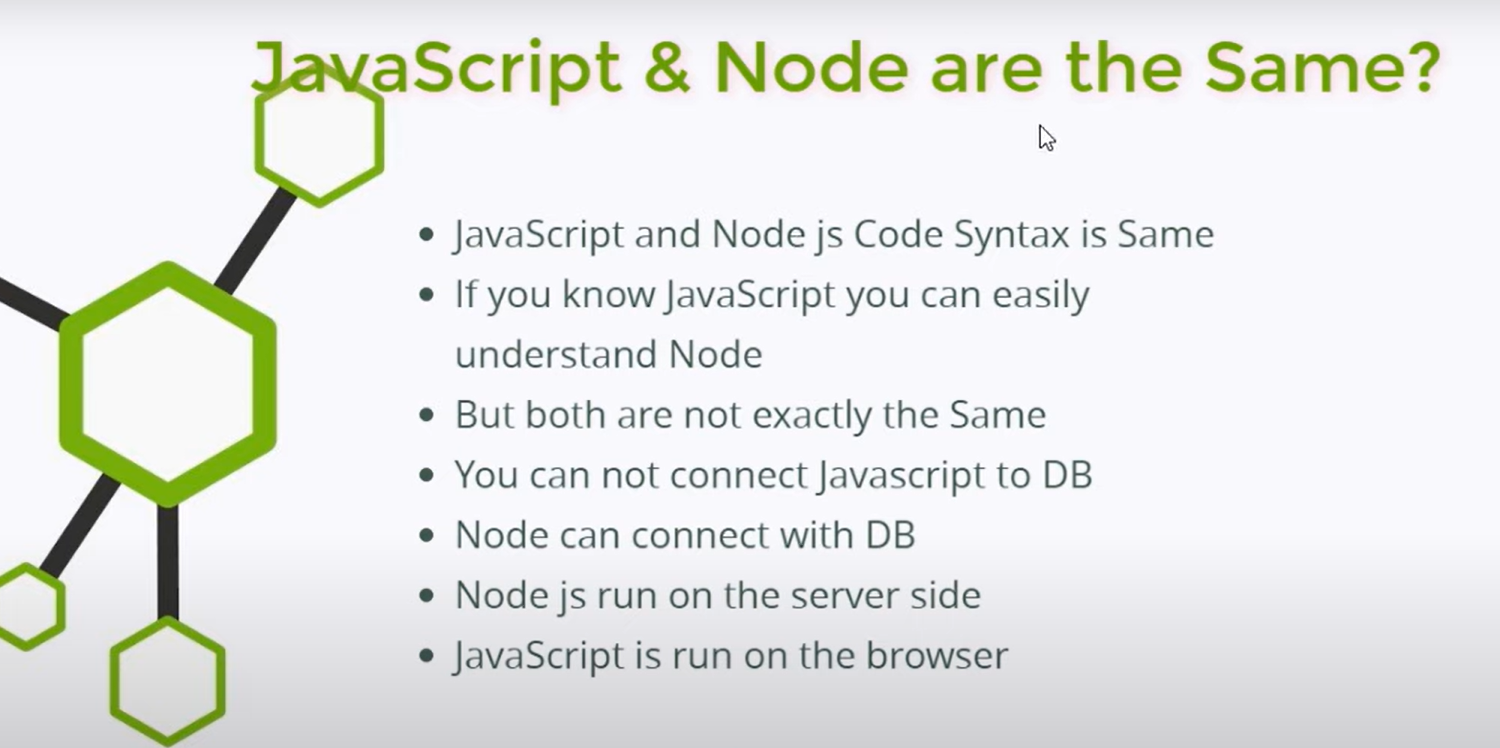 JavaScript & Node are the Same?
• JavaScript and Node js Code Syntax is Same
• If you know JavaScript you can easily
understand Node
• But both are not exactly the Same
• You can not connect Javascript to DB
• Node can connect with DB
• Node js run on the server side
• JavaScript is run on the browser